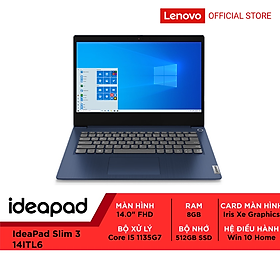 Lenovo
OFFICIAL STORE
ideapad
IdeaPad Slim 3
14ITL6
MÀN HÌNH
14.0" FHD
RAM
8GB
CARD MÀN HÌNH
Iris Xe Graphics
BỘ XỬ LÝ
Core I5 1135G7
BỘ NHỚ
512GB SSD
HỆ ĐIỀU HÀNH
Win 10 Home